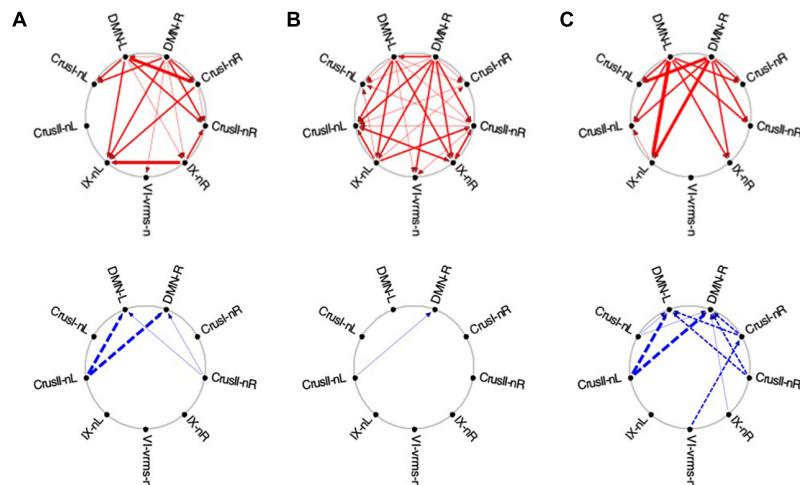 A
B
C
DMN-L
DMN-R
CrusI-nL
CrusI-nR
CrusII-nL
CrusII-nR
IX-nL
IX-nR
VI-vrms-n
DMN-L
DMN-R
CrusI-nL
CrusI-nR
CrusII-nL
CrusII-nR
IX-nL
IX-nR
VI-vrms-n
DMN-L
DMN-R
CrusI-nL
CrusI-nR
CrusII-nL
CrusII-nR
IX-nL
IX-nR
VI-vrms-n
DMN-L
DMN-R
CrusI-nL
CrusI-nR
CrusII-nL
CrusII-nR
IX-nL
IX-nR
VI-vrms-n
DMN-L
DMN-R
CrusI-nL
CrusI-nR
CrusII-nL
CrusII-nR
IX-nL
IX-nR
VI-vrms-n
DMN-L
DMN-R
CrusI-nL
CrusI-nR
CrusII-nL
CrusII-nR
IX-nL
IX-nR
VI-vrms-n